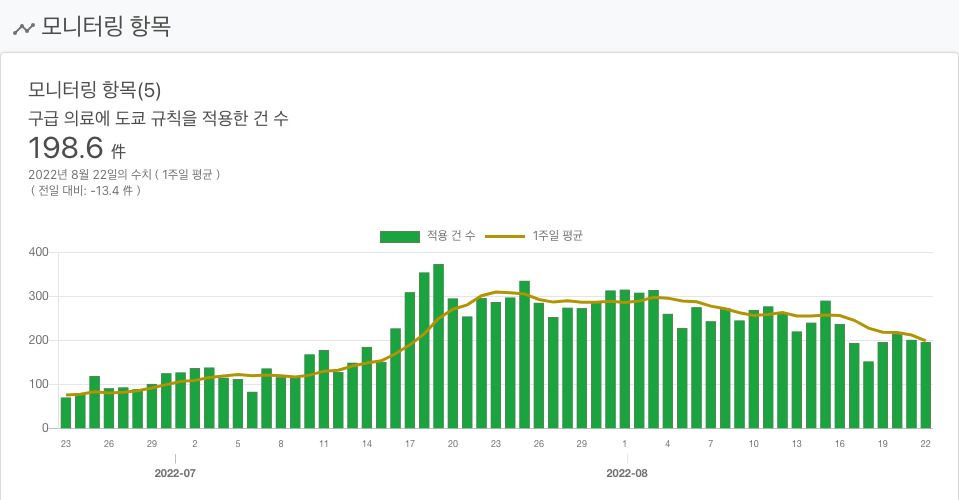 모니터링 항목
모니터링 항목(5)
구급 의료에 도쿄 규칙을 적용한 건 수
198.6 件
2022년 8월 22일의 수치 ( 1주일 평균 )
( 전일 대비: -13.4 件 )
적용 건 수 1주일 평균
400
300
200
100
0
23 26 29 2 5 8 11 14 17 20 23 26 29 1 4 7 10 13 16 19 22
2022-07 2022-08